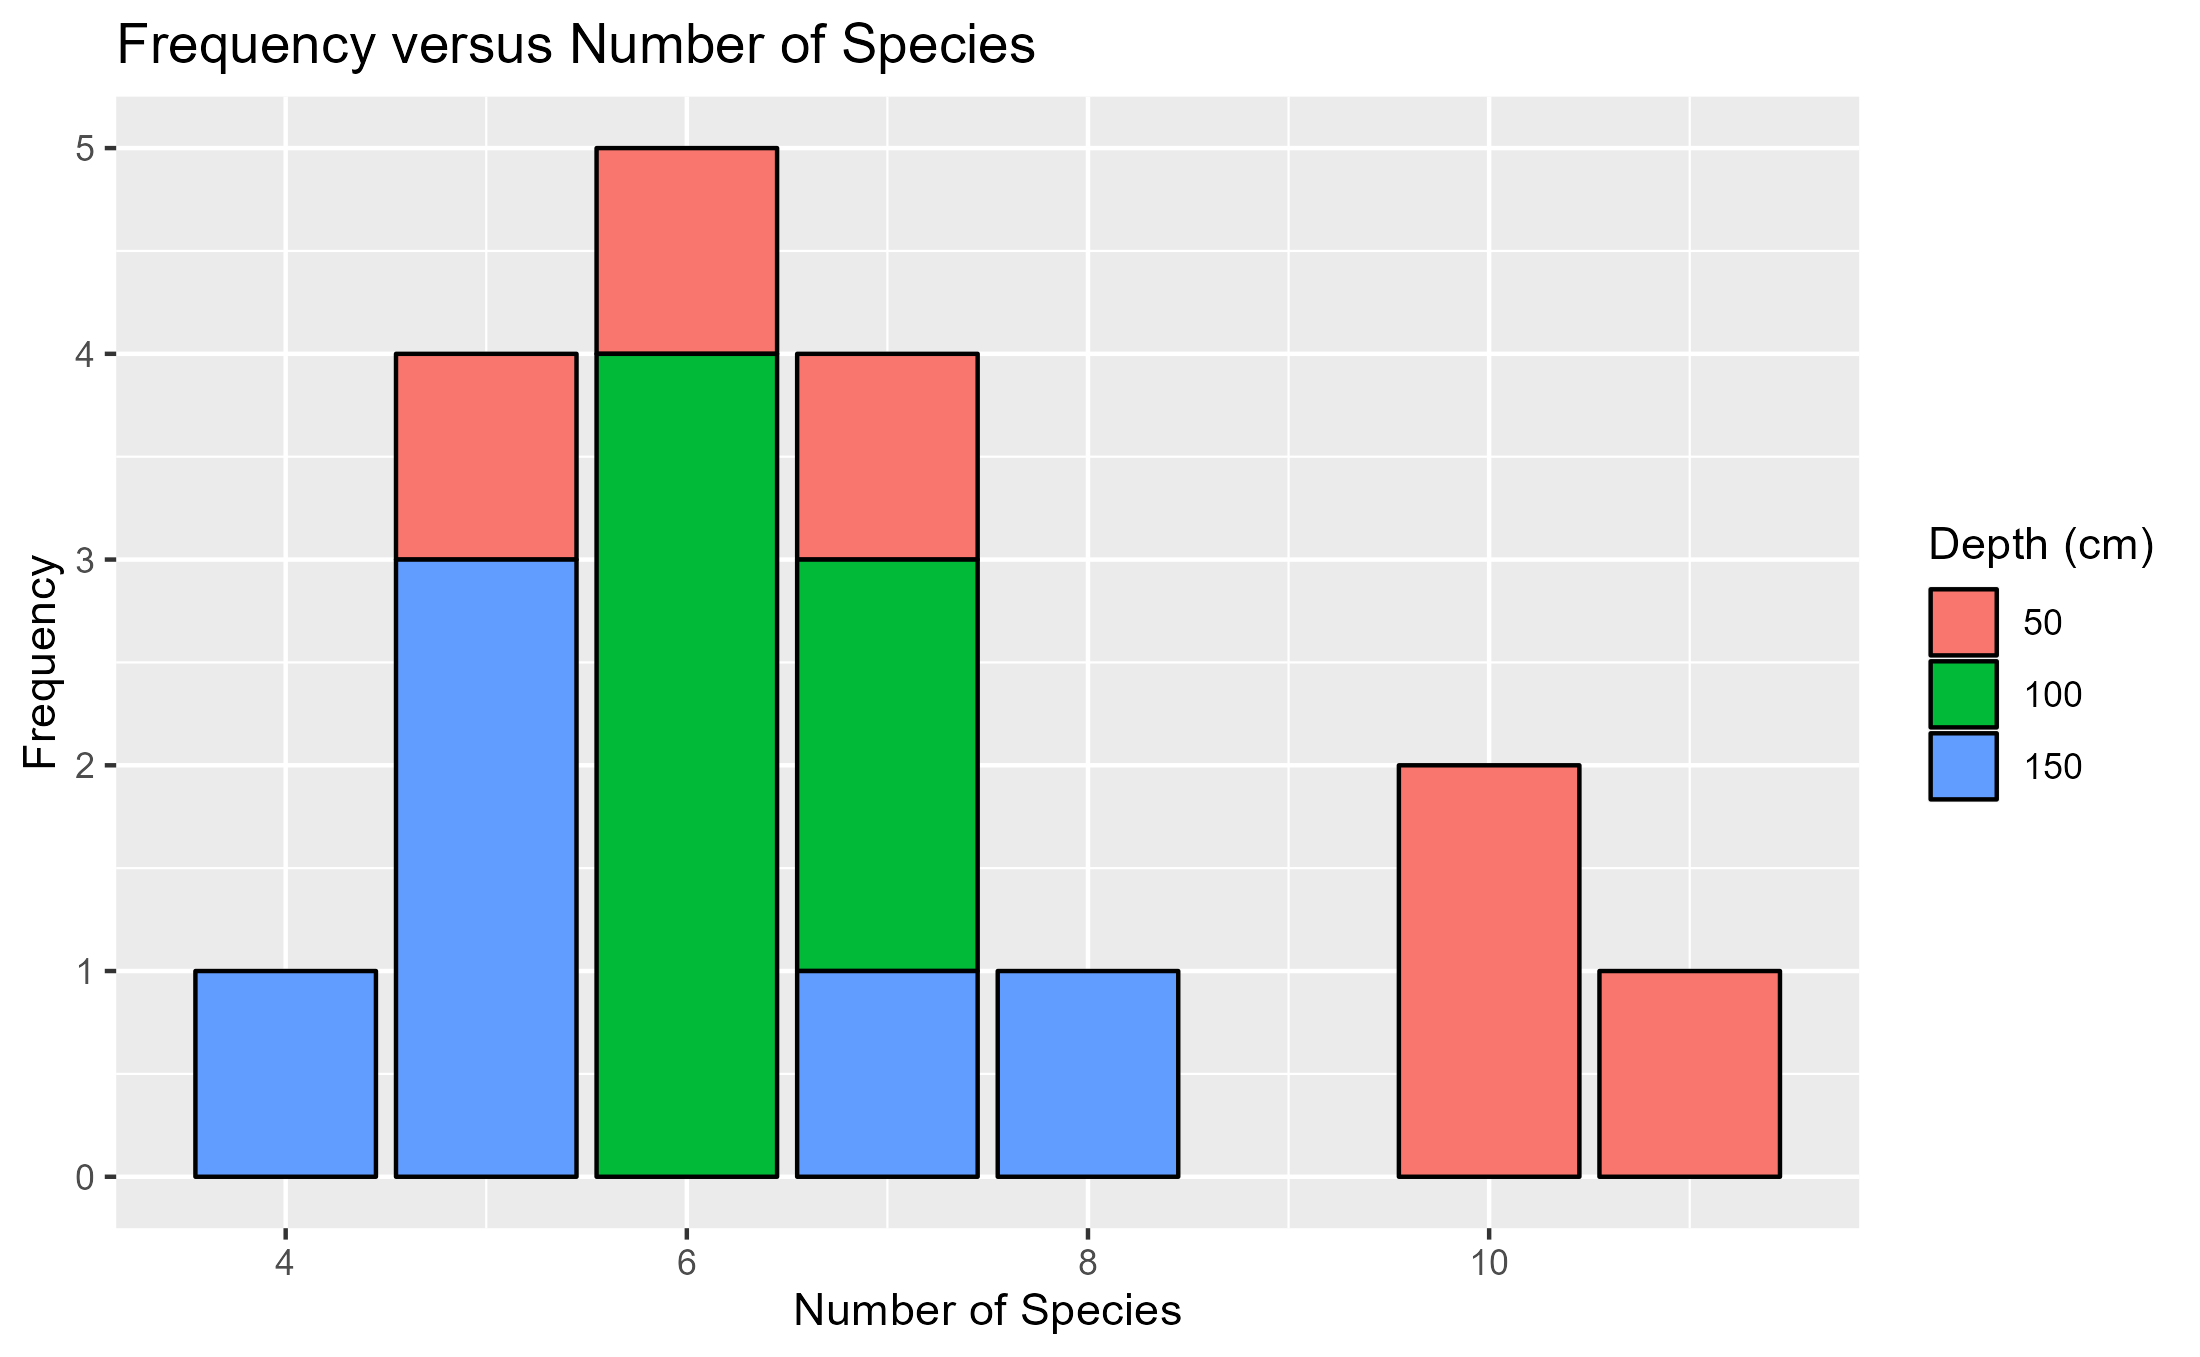 Frequency versus Number of Species
5
4
3
2
1
0
Frequency
4 6 8 10
Number of Species
Depth (cm)
50
100
150